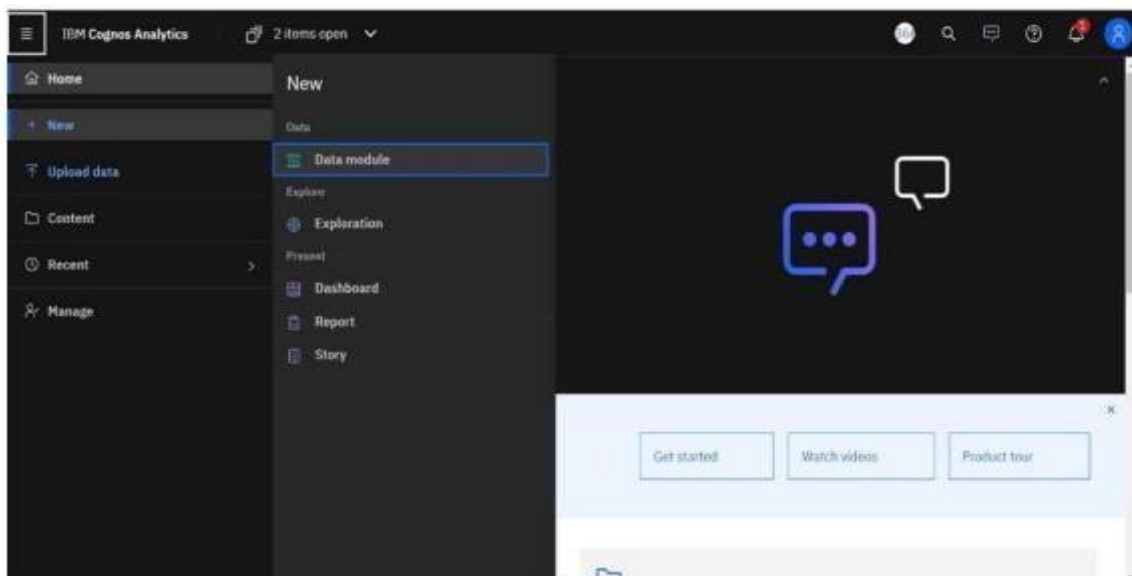 IBM Cognos Analytics
2 items open
Home
New
Upload data
Content
Recent
Manage
New
Data
Data module
Explore
Exploration
Present
Dashboard
Report
Story
Get started
Watch videos
Product tour